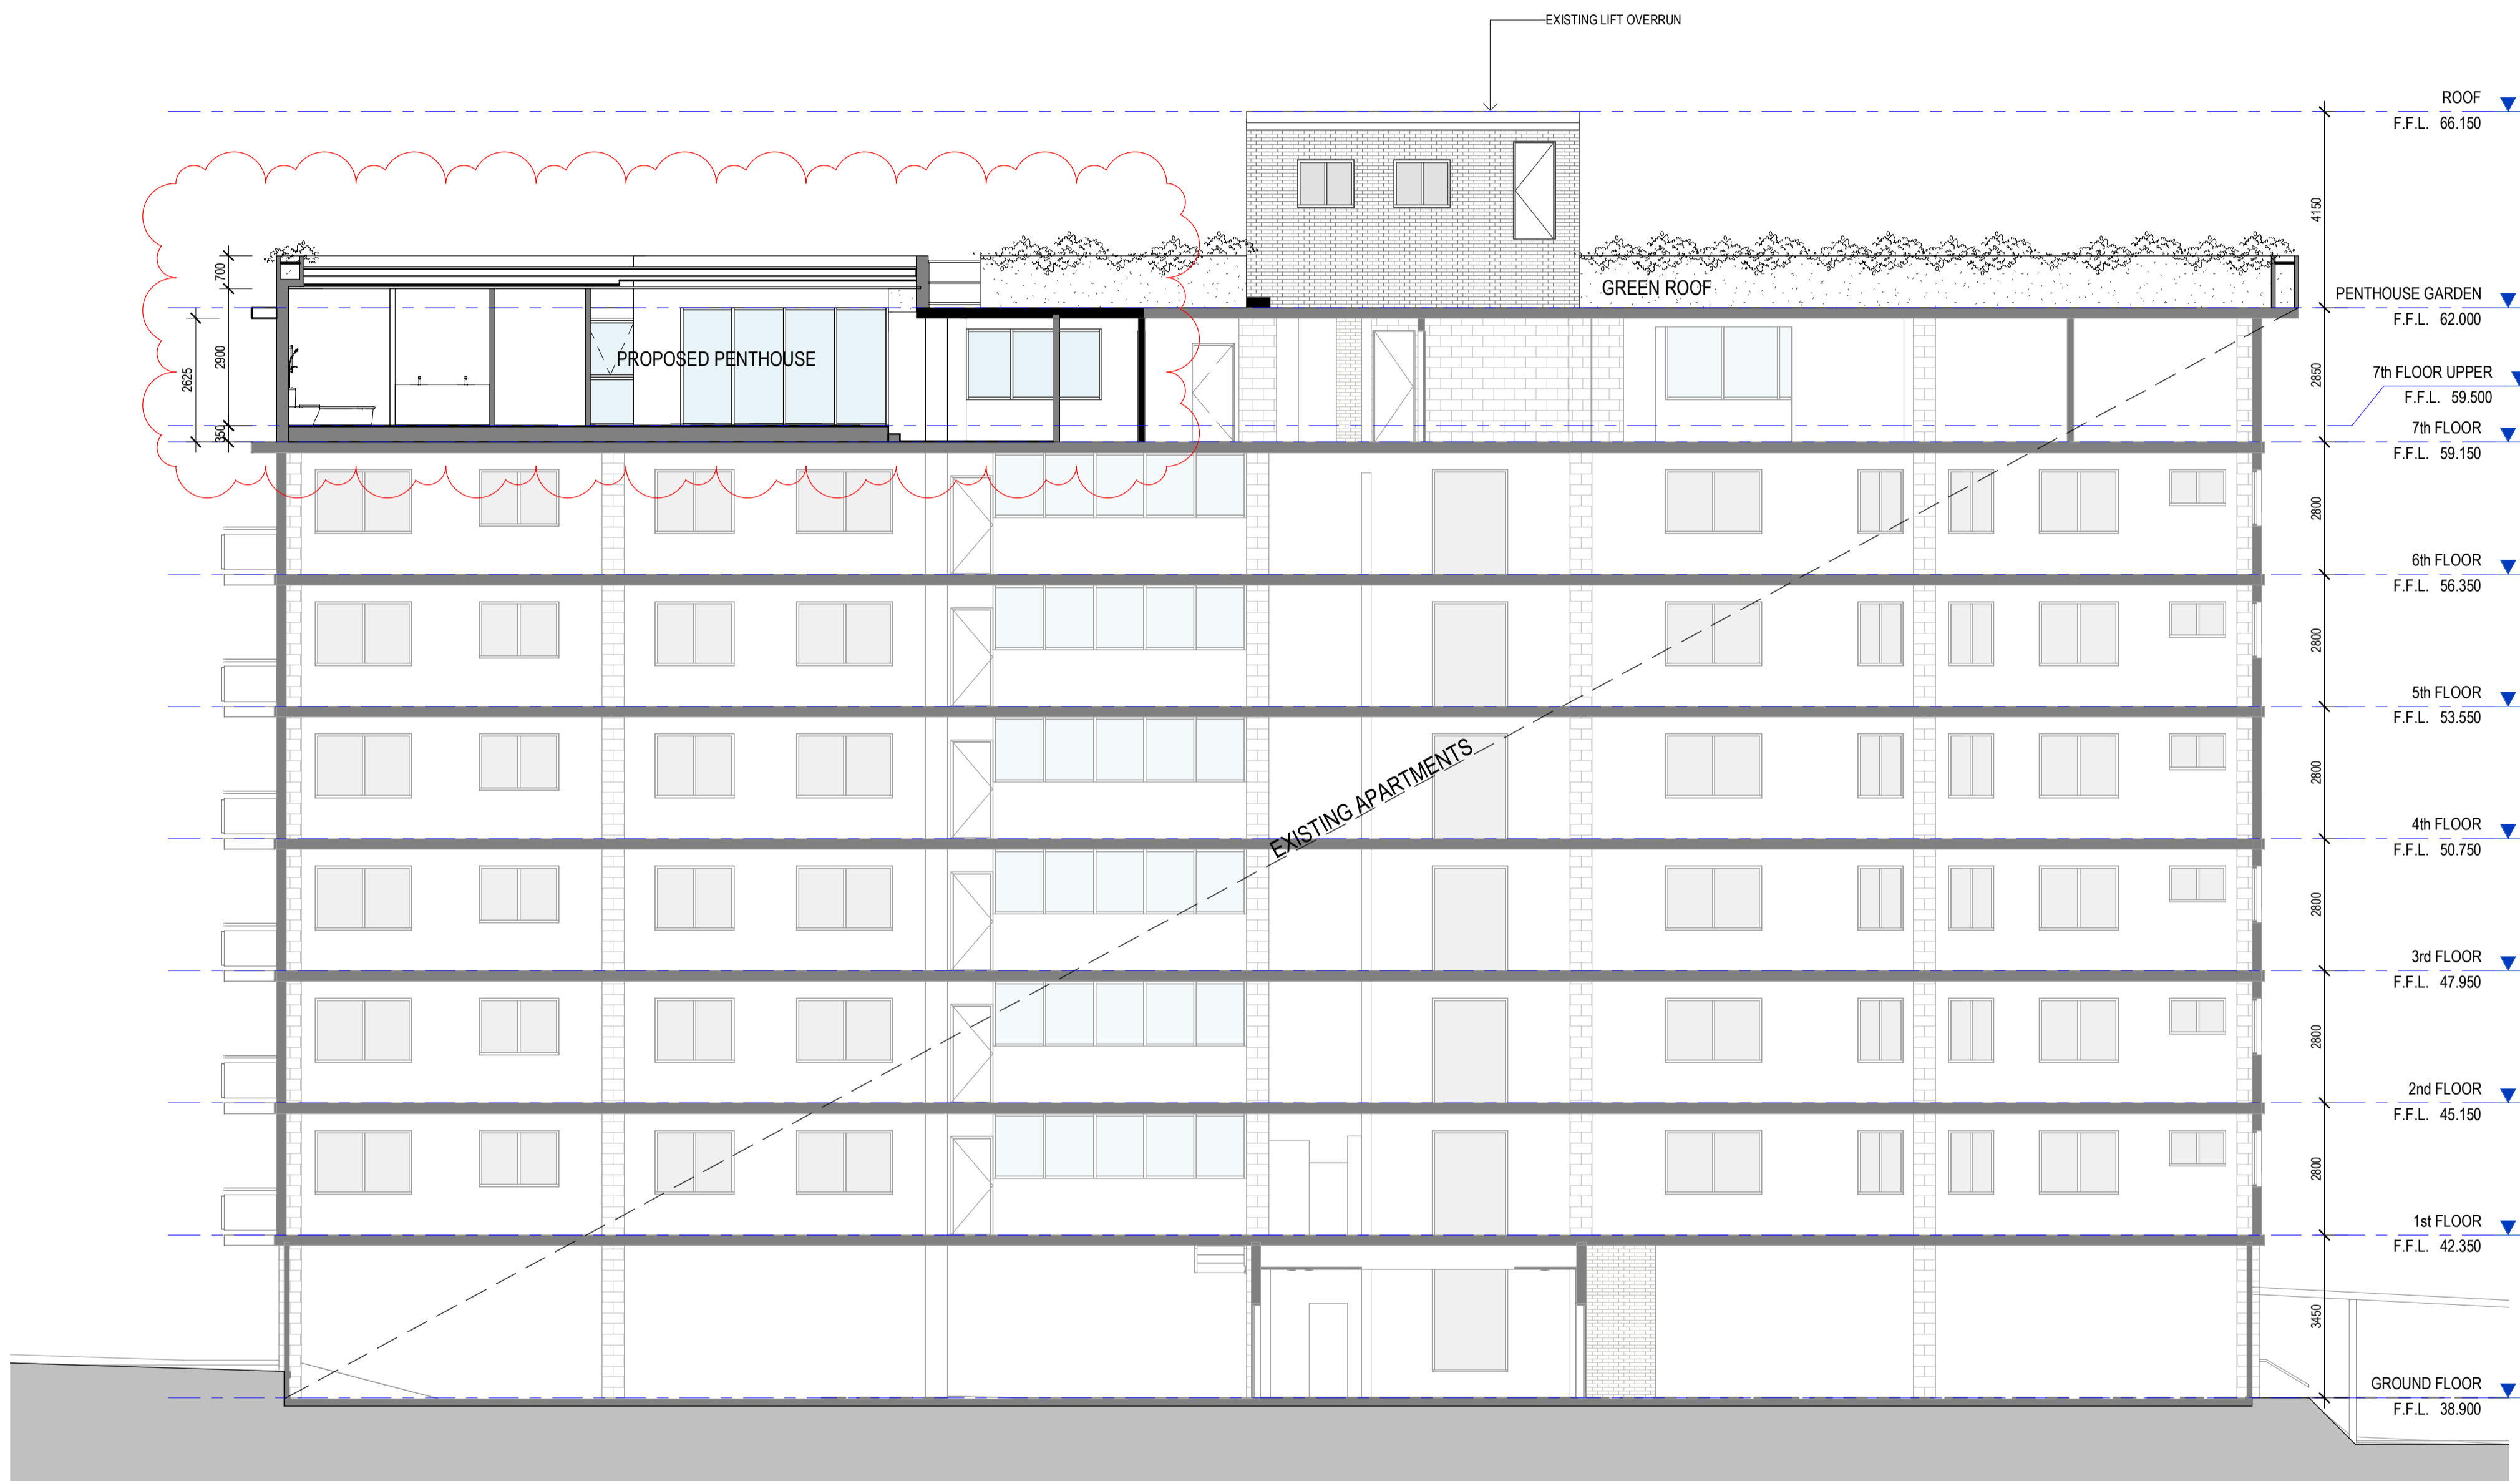 EXISTING LIFT OVERRUN
ROOF
F.F.L. 66.150
4150
700
GREEN ROOF
PENTHOUSE GARDEN
F.F.L. 62.000
PROPOSED PENTHOUSE
2900
2625
2850
7th FLOOR UPPER
F.F.L. 59.500
350
7th FLOOR
F.F.L. 59.150
2800
6th FLOOR
F.F.L. 56.350
2800
5th FLOOR
F.F.L. 53.550
2800
EXISTING APARTMENTS
4th FLOOR
F.F.L. 50.750
2800
3rd FLOOR
F.F.L. 47.950
2800
2nd FLOOR
F.F.L. 45.150
2800
1st FLOOR
F.F.L. 42.350
3450
GROUND FLOOR
F.F.L. 38.900